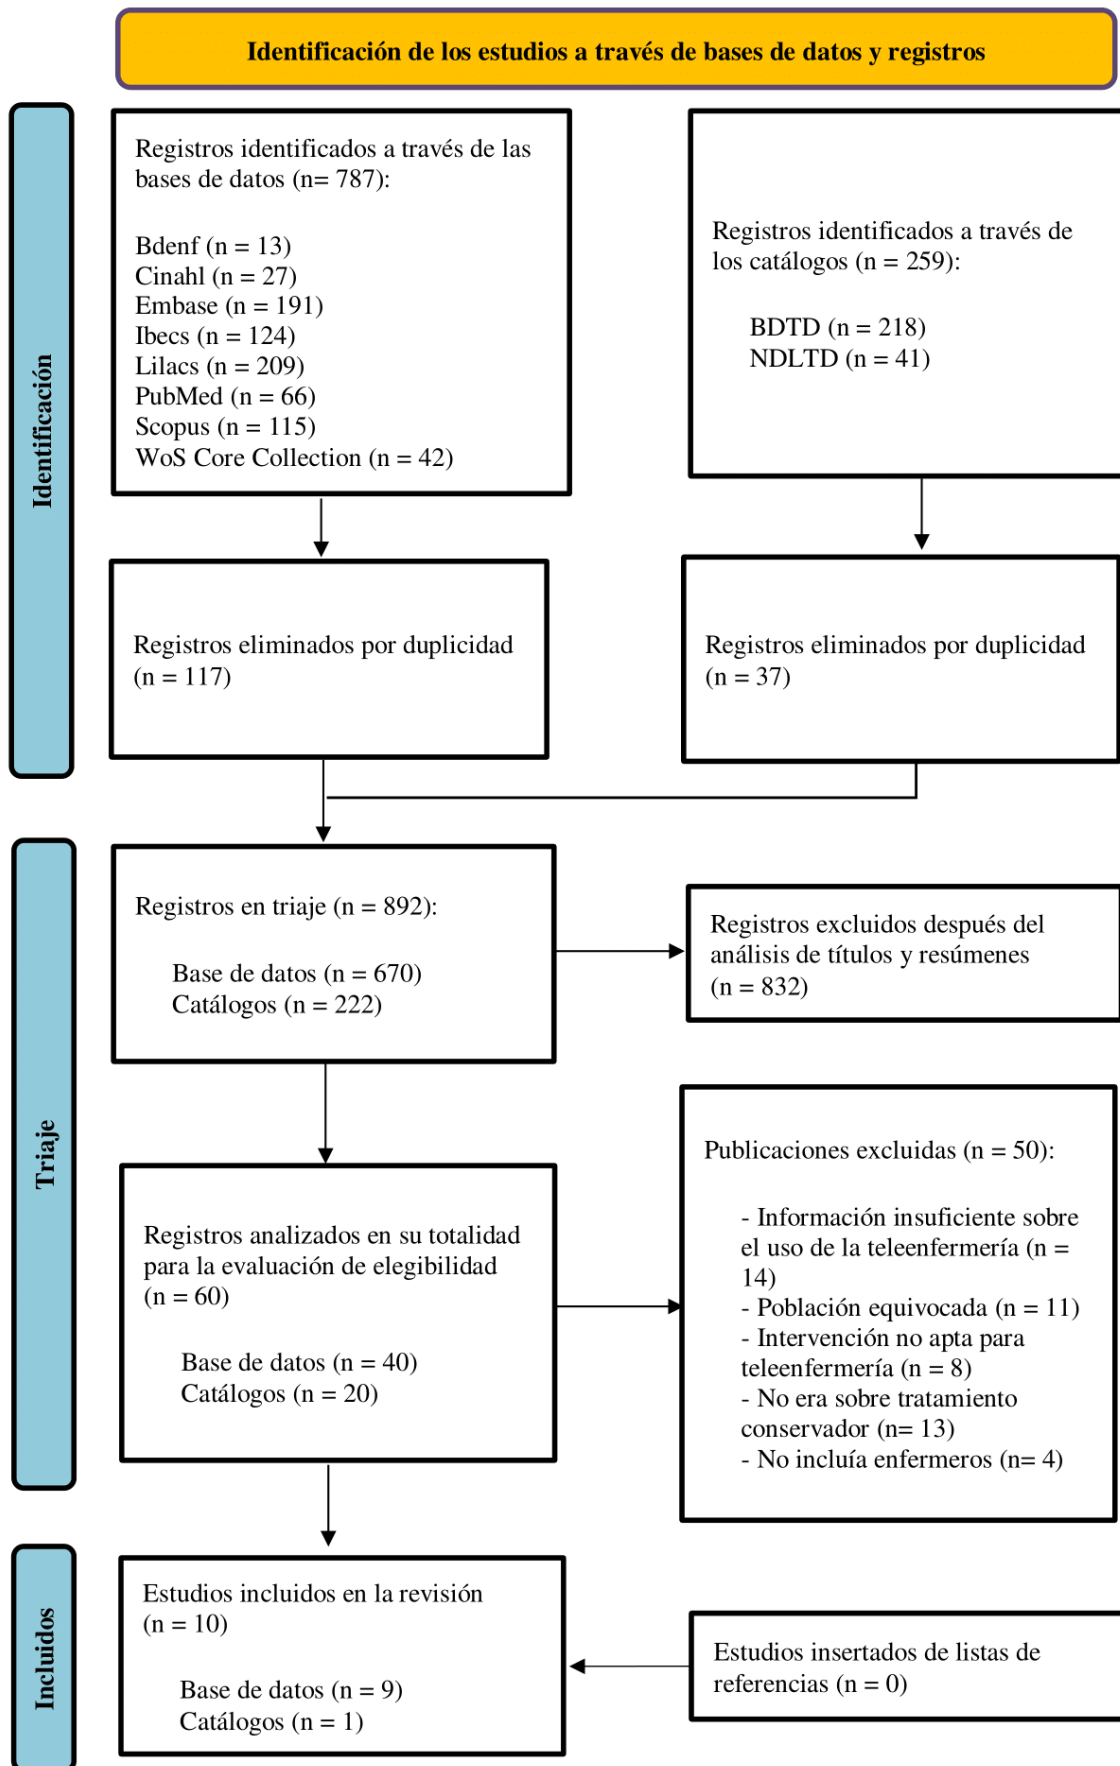 Identificación de los estudios a través de bases de datos y registros
Identificación
Registros identificados a través de las
bases de datos (n= 787):
Bdenf (n = 13)
Cinahl (n = 27)
Embase (n = 191)
Ibecs (n = 124)
Lilacs (n = 209)
PubMed (n = 66)
Scopus (n = 115)
WoS Core Collection (n = 42)
Registros identificados a través de
los catálogos (n = 259):
BDTD (n = 218)
NDLTD (n = 41)
Registros eliminados por duplicidad
(n = 117)
Registros eliminados por duplicidad
(n = 37)
Triaje
Registros en triaje (n = 892):
Base de datos (n = 670)
Catálogos (n = 222)
Registros excluidos después del
análisis de títulos y resúmenes
(n = 832)
Registros analizados en su totalidad
para la evaluación de elegibilidad
(n = 60)
Base de datos (n = 40)
Catálogos (n = 20)
Publicaciones excluidas (n = 50):
- Información insuficiente sobre
el uso de la teleenfermería (n =
14)
- Población equivocada (n = 11)
- Intervención no apta para
teleenfermería (n = 8)
- No era sobre tratamiento
conservador (n= 13)
- No incluía enfermeros (n= 4)
Incluidos
Estudios incluidos en la revisión
(n = 10)
Base de datos (n = 9)
Catálogos (n = 1)
Estudios insertados de listas de
referencias (n = 0)